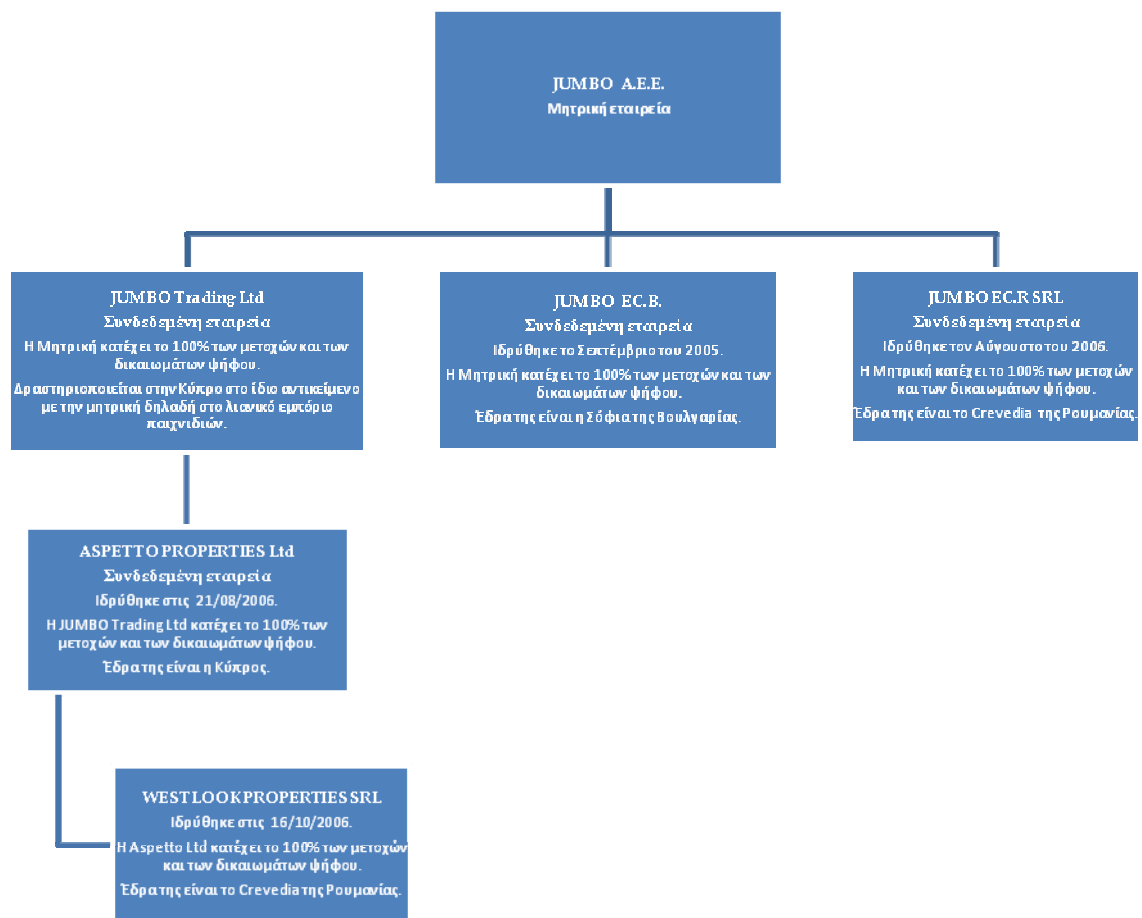 JUMBO A.E.E.
Μητρική εταιρεία
JUMBO Trading Ltd
Συνδεδεμένη εταιρεία
Η Μητρική κατέχει το 100% των μετοχών και των
δικαιωμάτων ψήφου.
Δραστηριοποιείται στην Κύπρο στο ίδιο αντικείμενο
με την μητρική δηλαδή στο λιανικό εμπόριο
παιχνιδιών.
JUMBO EC.B.
Συνδεδεμένη εταιρεία
Ιδρύθηκε το Σεπτέμβριο του 2005.
Η Μητρική κατέχει το 100% των μετοχών και των
δικαιωμάτων ψήφου.
Έδρα της είναι η Σόφια της Βουλγαρίας.
JUMBO EC.R SRL
Συνδεδεμένη εταιρεία
Ιδρύθηκε τον Αύγουστο του 2006.
Η Μητρική κατέχει το 100% των μετοχών
και των δικαιωμάτων ψήφου.
Έδρα της είναι το Crevedia της Ρουμανίας.
ASPETTO PROPERTIES Ltd
Συνδεδεμένη εταιρεία
Ιδρύθηκε στις 21/08/2006.
Η JUMBO Trading Ltd κατέχει το 100% των
μετοχών και των δικαιωμάτων ψήφου.
Έδρα της είναι η Κύπρος.
WEST LOOK PROPERTIES SRL
Ιδρύθηκε στις 16/10/2006.
Η Aspetto Ltd κατέχει το 100% των μετοχών
και των δικαιωμάτων ψήφου.
Έδρα της είναι το Crevedia της Ρουμανίας.